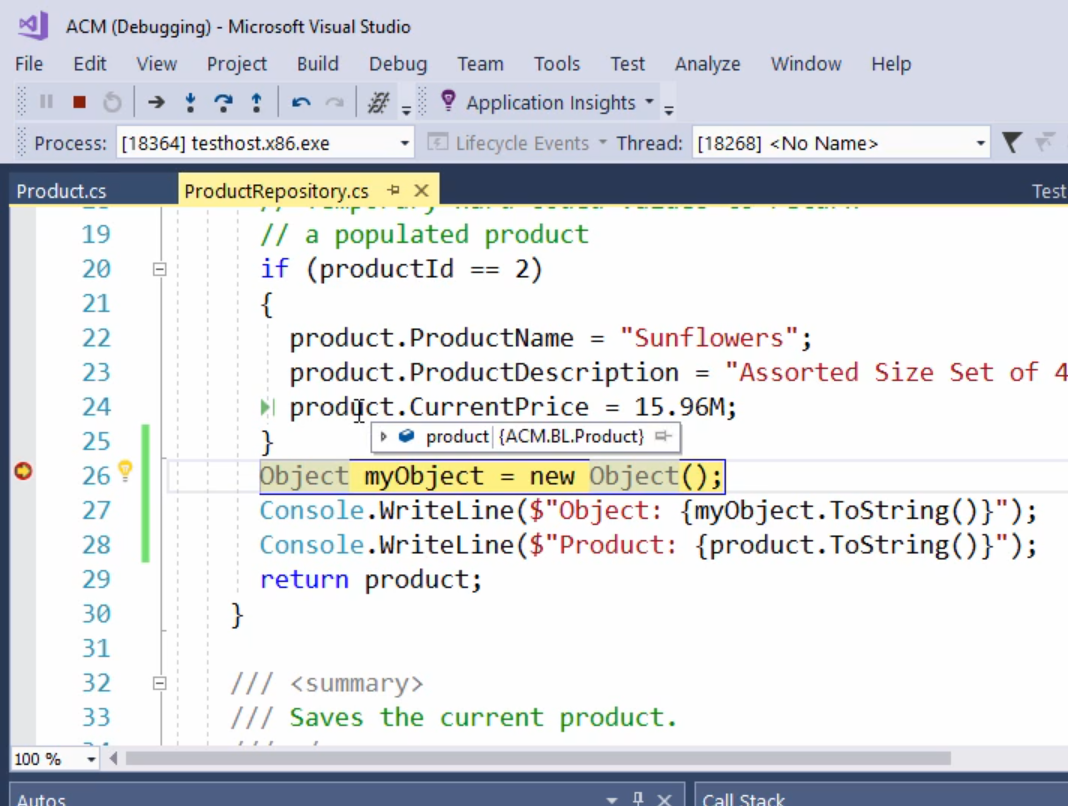 ACM (Debugging) - Microsoft Visual Studio
File Edit View Project Build Debug Team Tools Test Analyze Window Help
Application Insights
Process: [18364] testhost.x86.exe Lifecycle Events Thread: [18268] <No Name>
Product.cs ProductRepository.cs Test
19 // a populated product
20 if (productId == 2)
21 {
22 product.ProductName = "Sunflowers";
23 product.ProductDescription = "Assorted Size Set of 4
24 product.CurrentPrice = 15.96M;
product {ACM.BL.Product}
25 }
26 Object myObject = new Object();
27 Console.WriteLine($"Object: {myObject.ToString()}");
28 Console.WriteLine($"Product: {product.ToString()}");
29 return product;
30 }
31
32 /// <summary>
33 /// Saves the current product.
100 %
Autos Call Stack